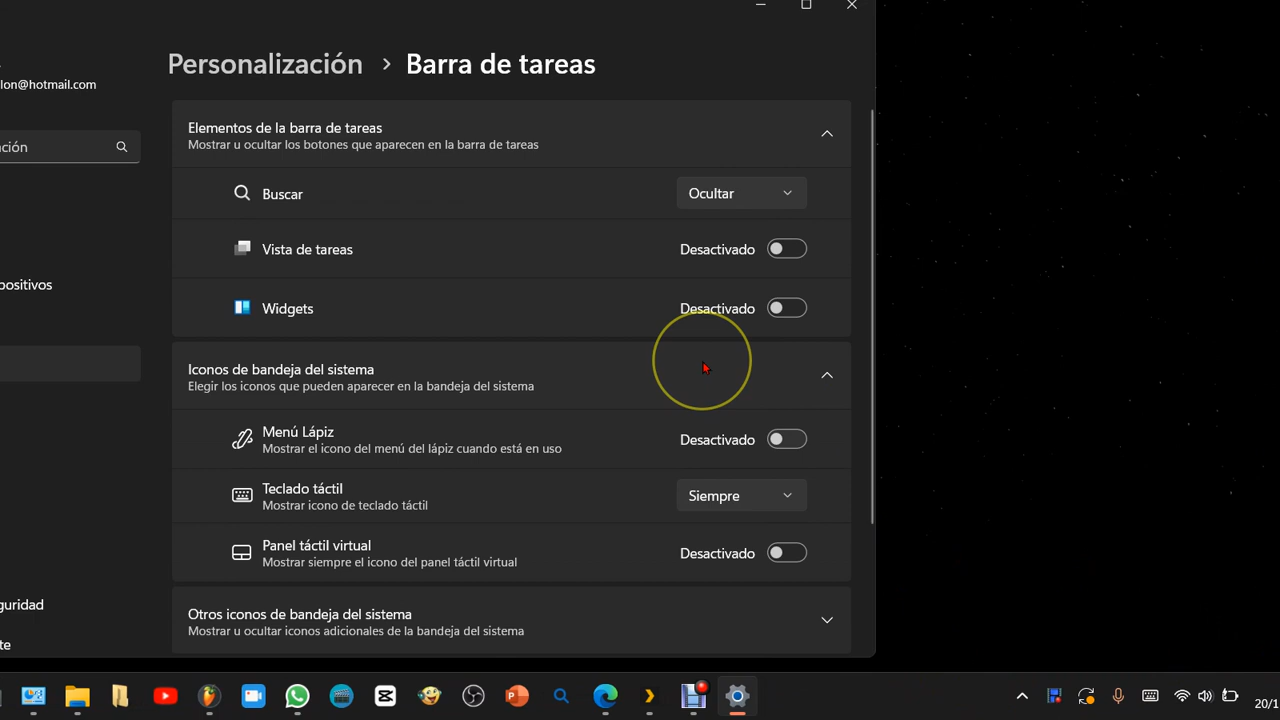 Personalización > Barra de tareas
lon@hotmail.com
Elementos de la barra de tareas
Mostrar u ocultar los botones que aparecen en la barra de tareas
ción
Buscar Ocultar
Vista de tareas Desactivado
positivos
Widgets Desactivado
Iconos de bandeja del sistema
Elegir los iconos que pueden aparecer en la bandeja del sistema
Menú Lápiz Desactivado
Mostrar el icono del menú del lápiz cuando está en uso
Teclado táctil Siempre
Mostrar icono de teclado táctil
Panel táctil virtual Desactivado
Mostrar siempre el icono del panel táctil virtual
guridad
Otros iconos de bandeja del sistema
Mostrar u ocultar iconos adicionales de la bandeja del sistema
te
20/1